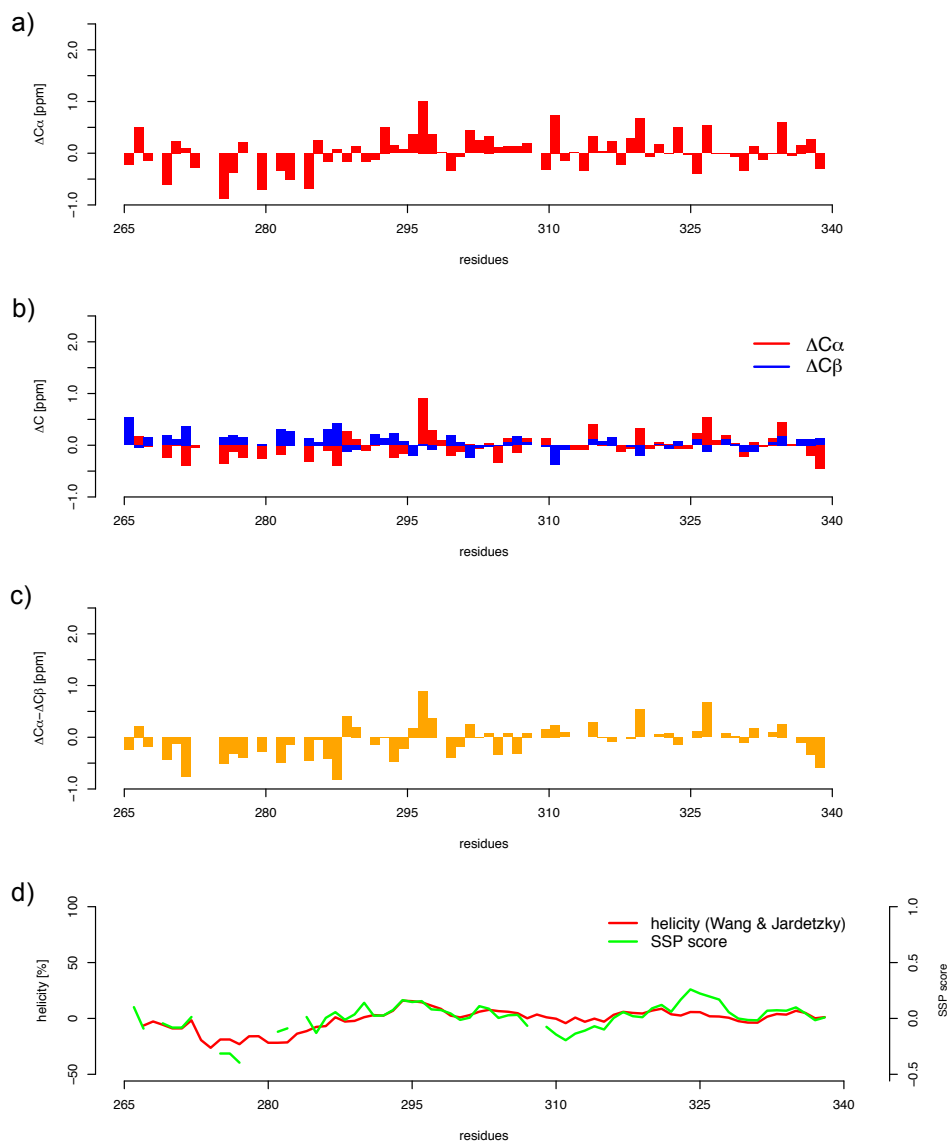 a)
ΔCα [ppm]
2.0
1.0
0.0
−1.0
265 280 295 310 325 340
residues
b)
ΔC [ppm]
2.0
1.0
0.0
−1.0
ΔCα
ΔCβ
265 280 295 310 325 340
residues
c)
ΔCα−ΔCβ [ppm]
2.0
1.0
0.0
−1.0
265 280 295 310 325 340
residues
d)
helicity [%]
100
50
0
−50
helicity (Wang & Jardetzky)
SSP score
1.0
0.5
0.0
−0.5
SSP score
265 280 295 310 325 340
residues